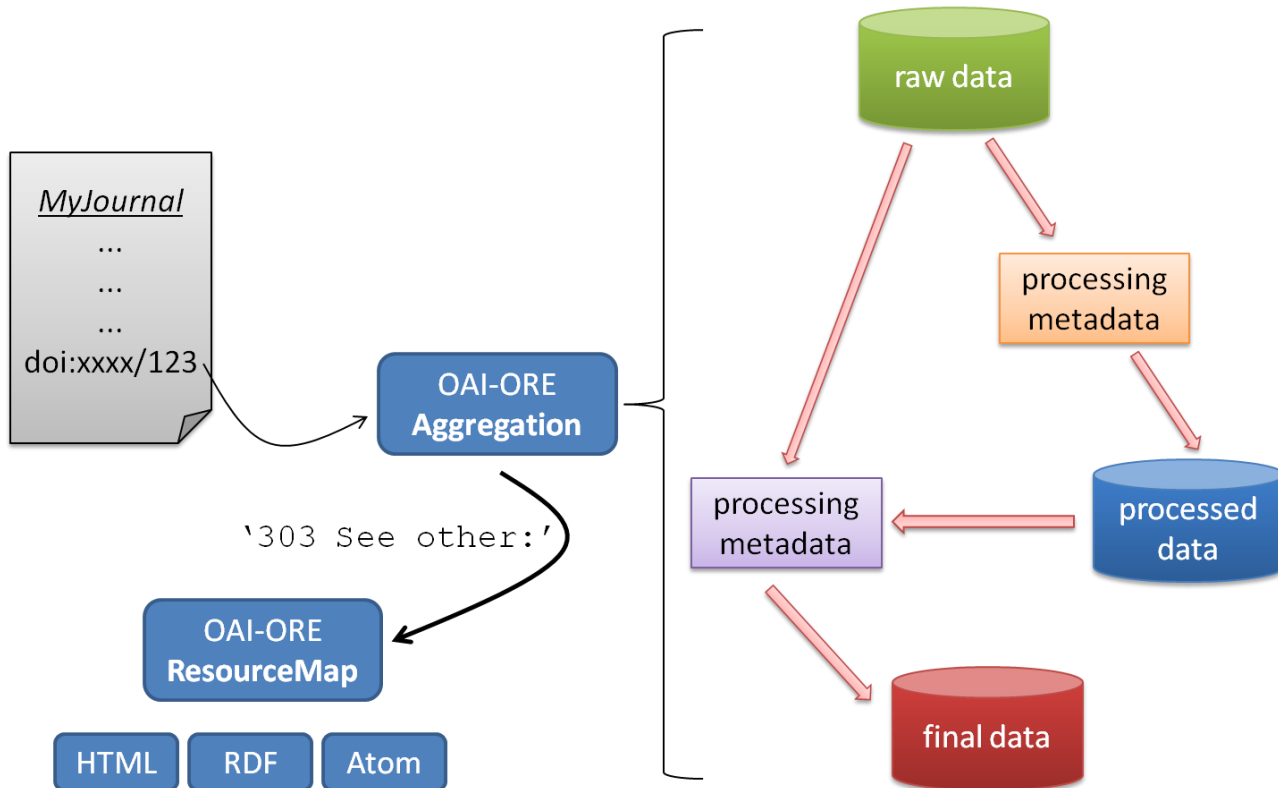 MyJournal
...
...
...
doi:xxxx/123
OAI-ORE
Aggregation
‘303 See other:’
OAI-ORE
ResourceMap
HTML
RDF
Atom
raw data
processing
metadata
processing
metadata
processed
data
final data